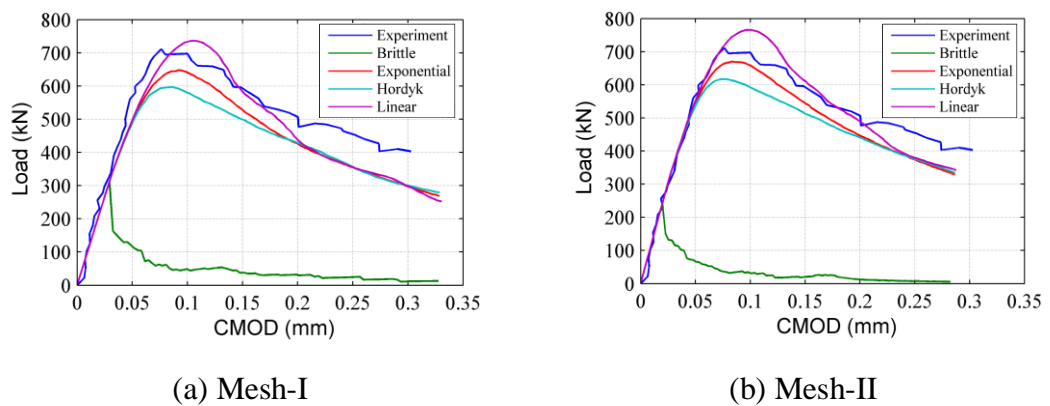 800
700
600
500
400
300
200
100
0
Load (kN)
Experiment
Brittle
Exponential
Hordyk
Linear
0 0.05 0.1 0.15 0.2 0.25 0.3 0.35
CMOD (mm)
(a) Mesh-I
800
700
600
500
400
300
200
100
0
Load (kN)
Experiment
Brittle
Exponential
Hordyk
Linear
0 0.05 0.1 0.15 0.2 0.25 0.3 0.35
CMOD (mm)
(b) Mesh-II